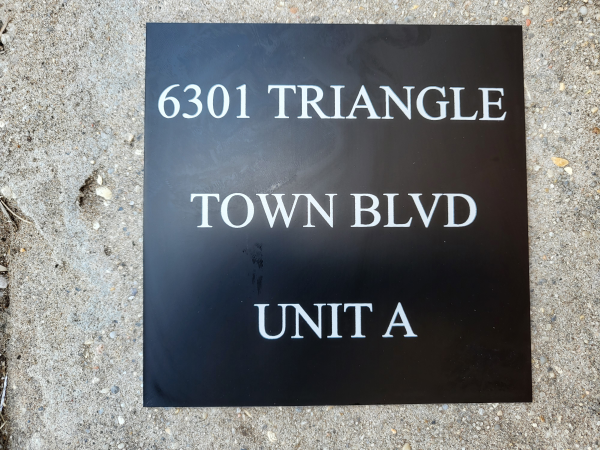 6301 TRIANGLE
TOWN BLVD
UNIT A